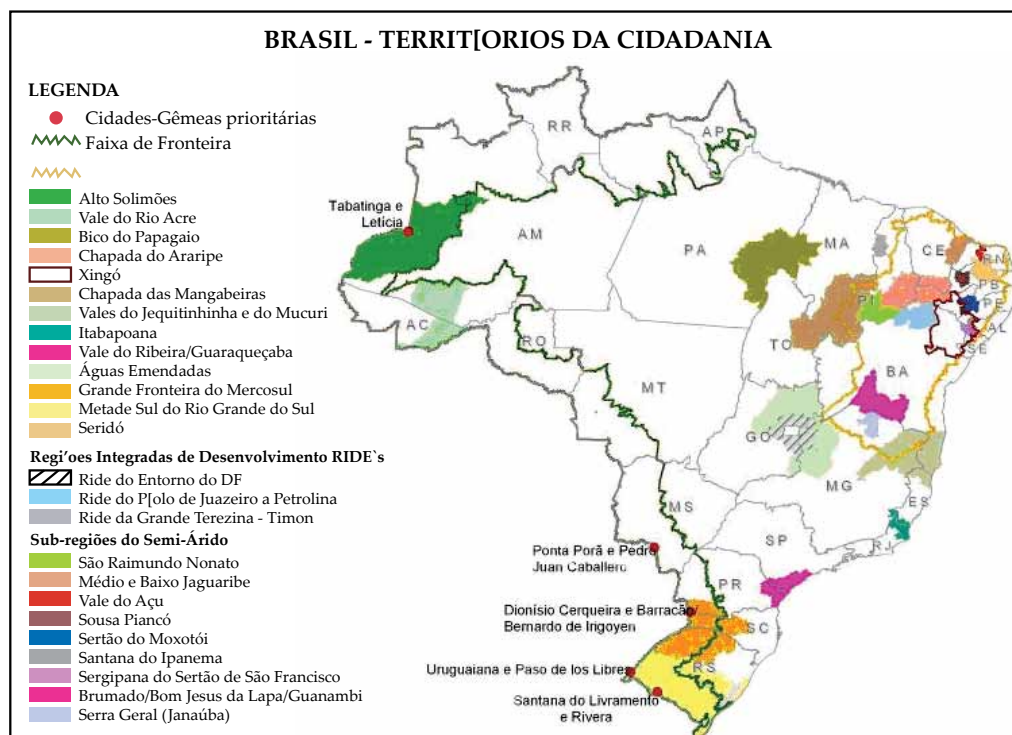 BRASIL - TERRIT[ORIOS DA CIDADANIA
LEGENDA
Cidades-Gêmeas prioritárias
Faixa de Fronteira
Alto Solimões
Vale do Rio Acre
Bico do Papagaio
Chapada do Araripe
Xingó
Chapada das Mangabeiras
Vales do Jequitinhinha e do Mucuri
Itabapoana
Vale do Ribeira/Guaraqueçaba
Águas Emendadas
Grande Fronteira do Mercosul
Metade Sul do Rio Grande do Sul
Seridó
Regi'oes Integradas de Desenvolvimento RIDE`s
Ride do Entorno do DF
Ride do P[olo de Juazeiro a Petrolina
Ride da Grande Terezina - Timon
Sub-regiões do Semi-Árido
São Raimundo Nonato
Médio e Baixo Jaguaribe
Vale do Açu
Sousa Piancó
Sertão do Moxotói
Santana do Ipanema
Sergipana do Sertão de São Francisco
Brumado/Bom Jesus da Lapa/Guanambi
Serra Geral (Janaúba)
RR
AP
Tabatinga e
Letícia
AM
PA
MA
CE
RN
PB
PI
PE
AL
SE
AC
RO
TO
BA
MT
GO
MG
ES
MS
SP
RJ
Ponta Porã e Pedro
Juan Caballero
PR
Dionísio Cerqueira e Barracão/
Bernardo de Irigoyen
SC
RS
Uruguaiana e Paso de los Libres
Santana do Livramento
e Rivera